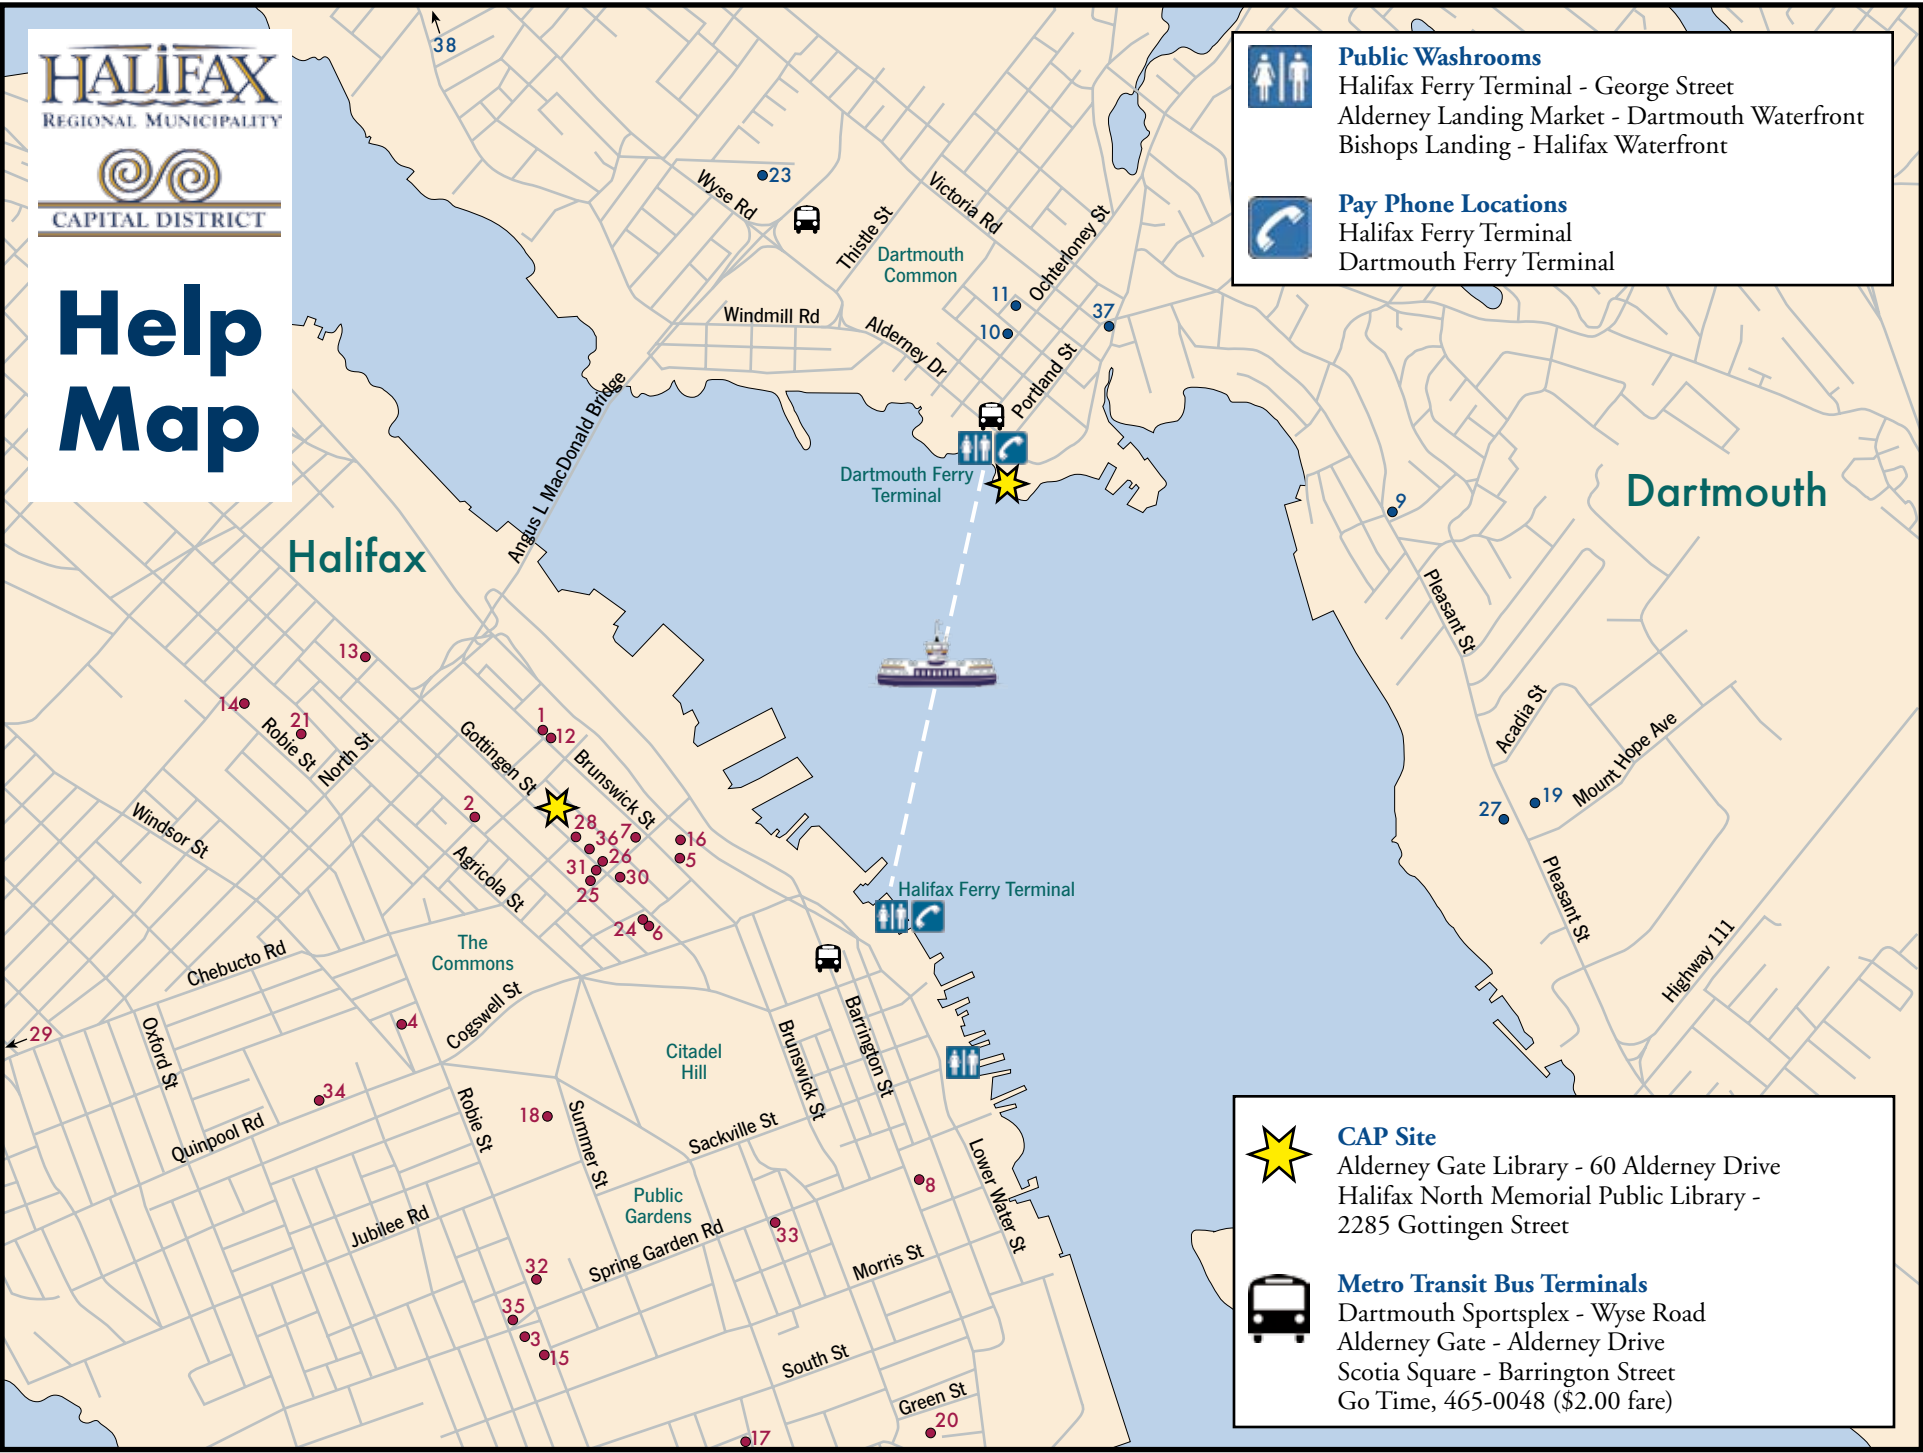 HALIFAX
REGIONAL MUNICIPALITY
CAPITAL DISTRICT
Help
Map
38
Public Washrooms
Halifax Ferry Terminal - George Street
Alderney Landing Market - Dartmouth Waterfront
Bishops Landing - Halifax Waterfront
Pay Phone Locations
Halifax Ferry Terminal
Dartmouth Ferry Terminal
23
Wyse Rd
Victoria Rd
Thistle St
Ochterloney St
Dartmouth
Common
11
37
Windmill Rd
10
Alderney Dr
Portland St
Angus L MacDonald Bridge
Dartmouth Ferry
Terminal
Dartmouth
9
Halifax
Pleasant St
13
14
21
Robie St
North St
1
12
Gottingen St
Brunswick St
Acadia St
Mount Hope Ave
19
27
2
Windsor St
28
36
7
16
26
5
31
30
25
Agricola St
Halifax Ferry Terminal
Pleasant St
24
6
The
Commons
Chebucto Rd
Highway 111
Cogswell St
4
29
Oxford St
Citadel
Hill
Brunswick St
Barrington St
34
18
Quinpool Rd
Robie St
Summer St
Sackville St
Lower Water St
8
Public
Gardens
Jubilee Rd
33
Spring Garden Rd
Morris St
32
35
3
15
South St
Green St
20
17
CAP Site
Alderney Gate Library - 60 Alderney Drive
Halifax North Memorial Public Library -
2285 Gottingen Street
Metro Transit Bus Terminals
Dartmouth Sportsplex - Wyse Road
Alderney Gate - Alderney Drive
Scotia Square - Barrington Street
Go Time, 465-0048 ($2.00 fare)